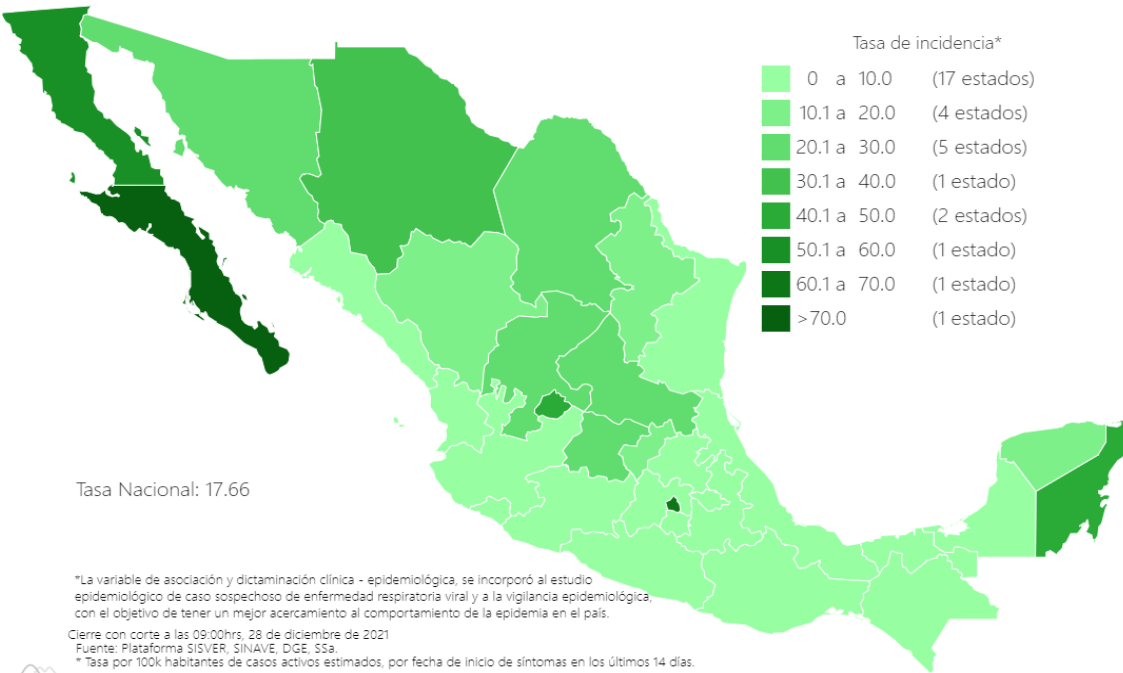 Tasa de incidencia*
0 a 10.0 (17 estados)
10.1 a 20.0 (4 estados)
20.1 a 30.0 (5 estados)
30.1 a 40.0 (1 estado)
40.1 a 50.0 (2 estados)
50.1 a 60.0 (1 estado)
60.1 a 70.0 (1 estado)
>70.0 (1 estado)
Tasa Nacional: 17.66
*La variable de asociación y dictaminación clínica - epidemiológica, se incorporó al estudio
epidemiológico de caso sospechoso de enfermedad respiratoria viral y a la vigilancia epidemiológica,
con el objetivo de tener un mejor acercamiento al comportamiento de la epidemia en el país.
Cierre con corte a las 09:00hrs, 28 de diciembre de 2021
Fuente: Plataforma SISVER, SINAVE, DGE, SSa.
* Tasa por 100k habitantes de casos activos estimados, por fecha de inicio de síntomas en los últimos 14 días.